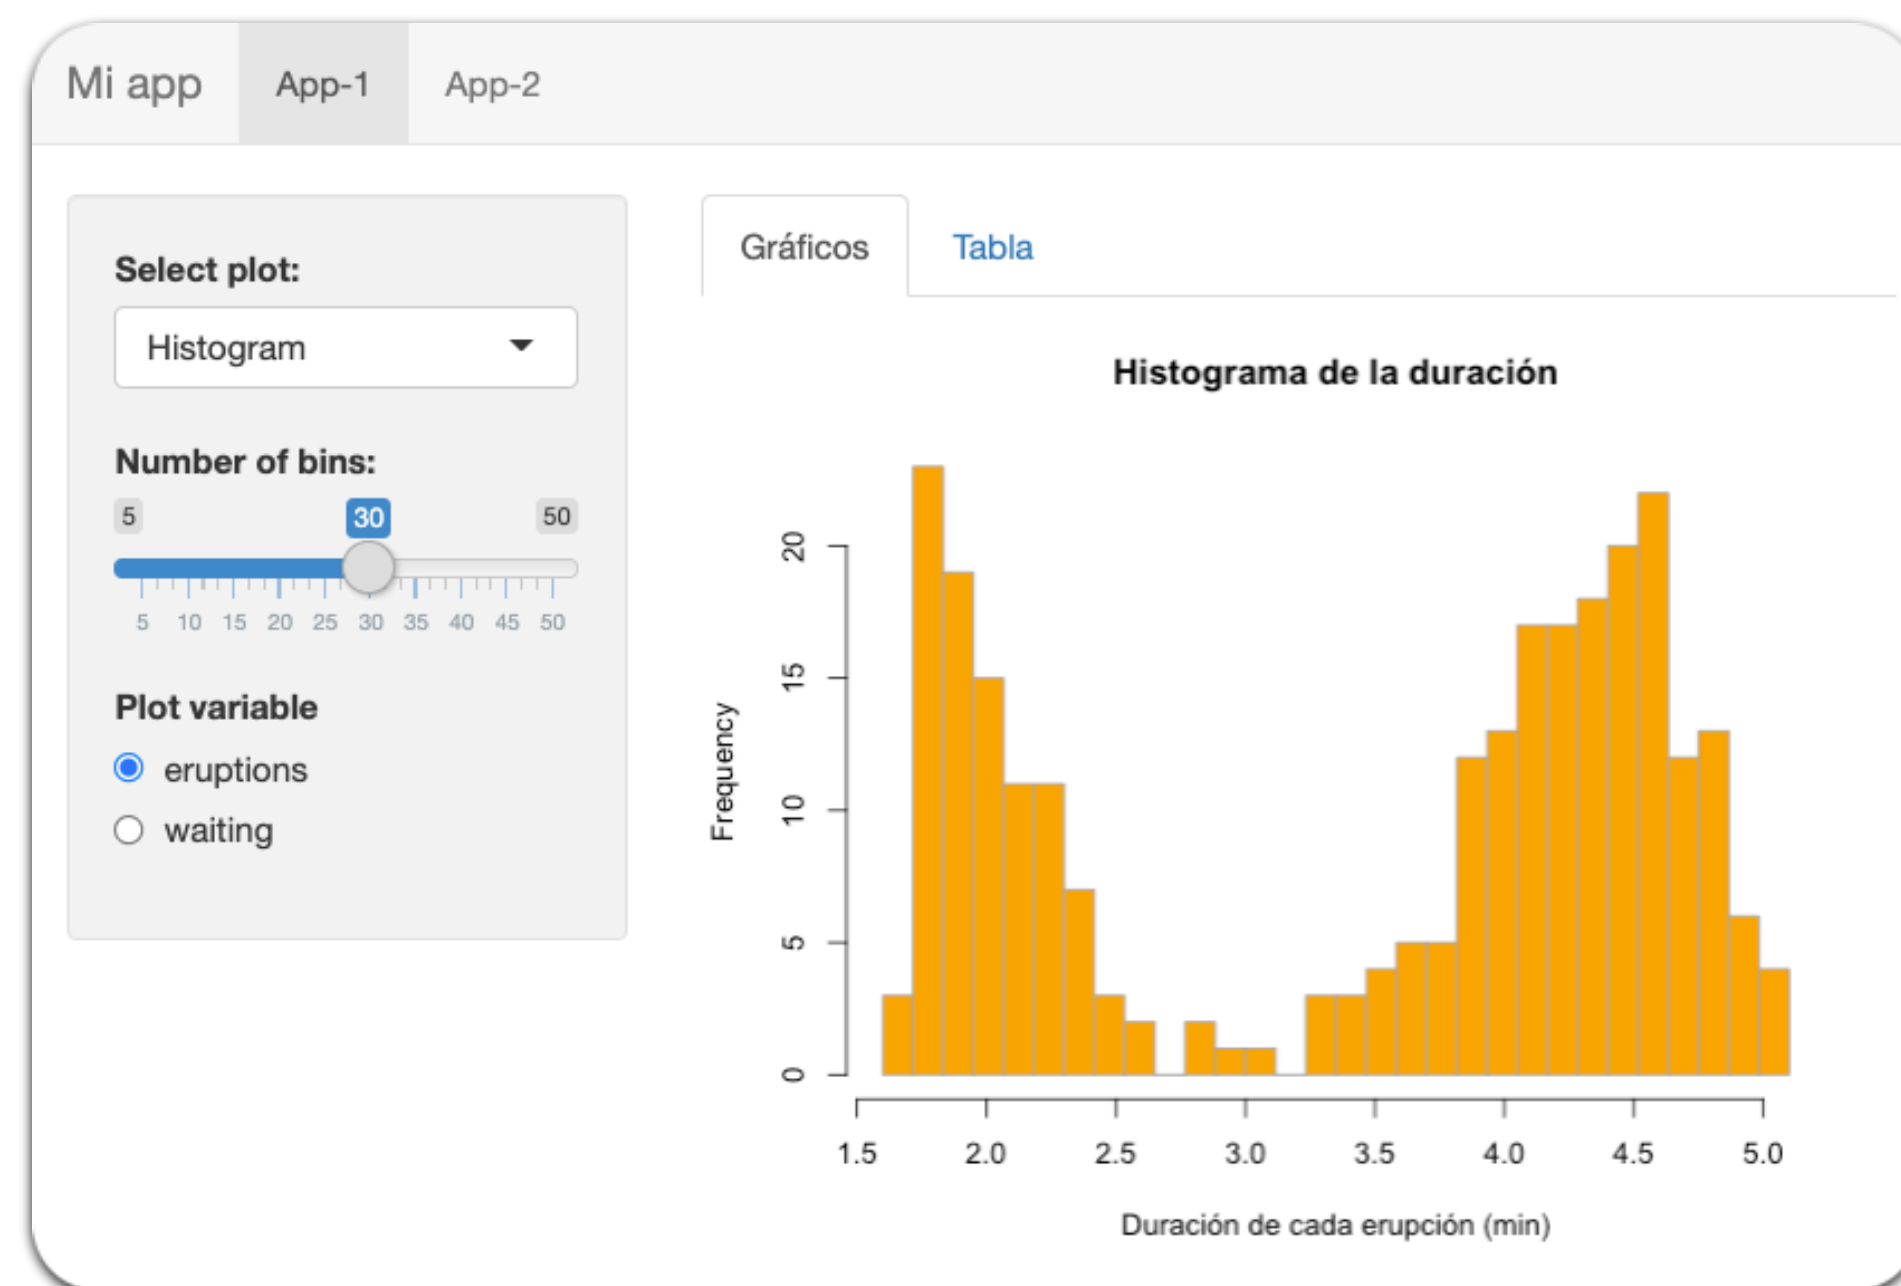 Mi app App-1 App-2
Select plot:
Histogram
Number of bins:
5 30 50
5 10 15 20 25 30 35 40 45 50
Plot variable
eruptions
waiting
Gráficos Tabla
Histograma de la duración
Frequency
20
15
10
5
0
1.5 2.0 2.5 3.0 3.5 4.0 4.5 5.0
Duración de cada erupción (min)